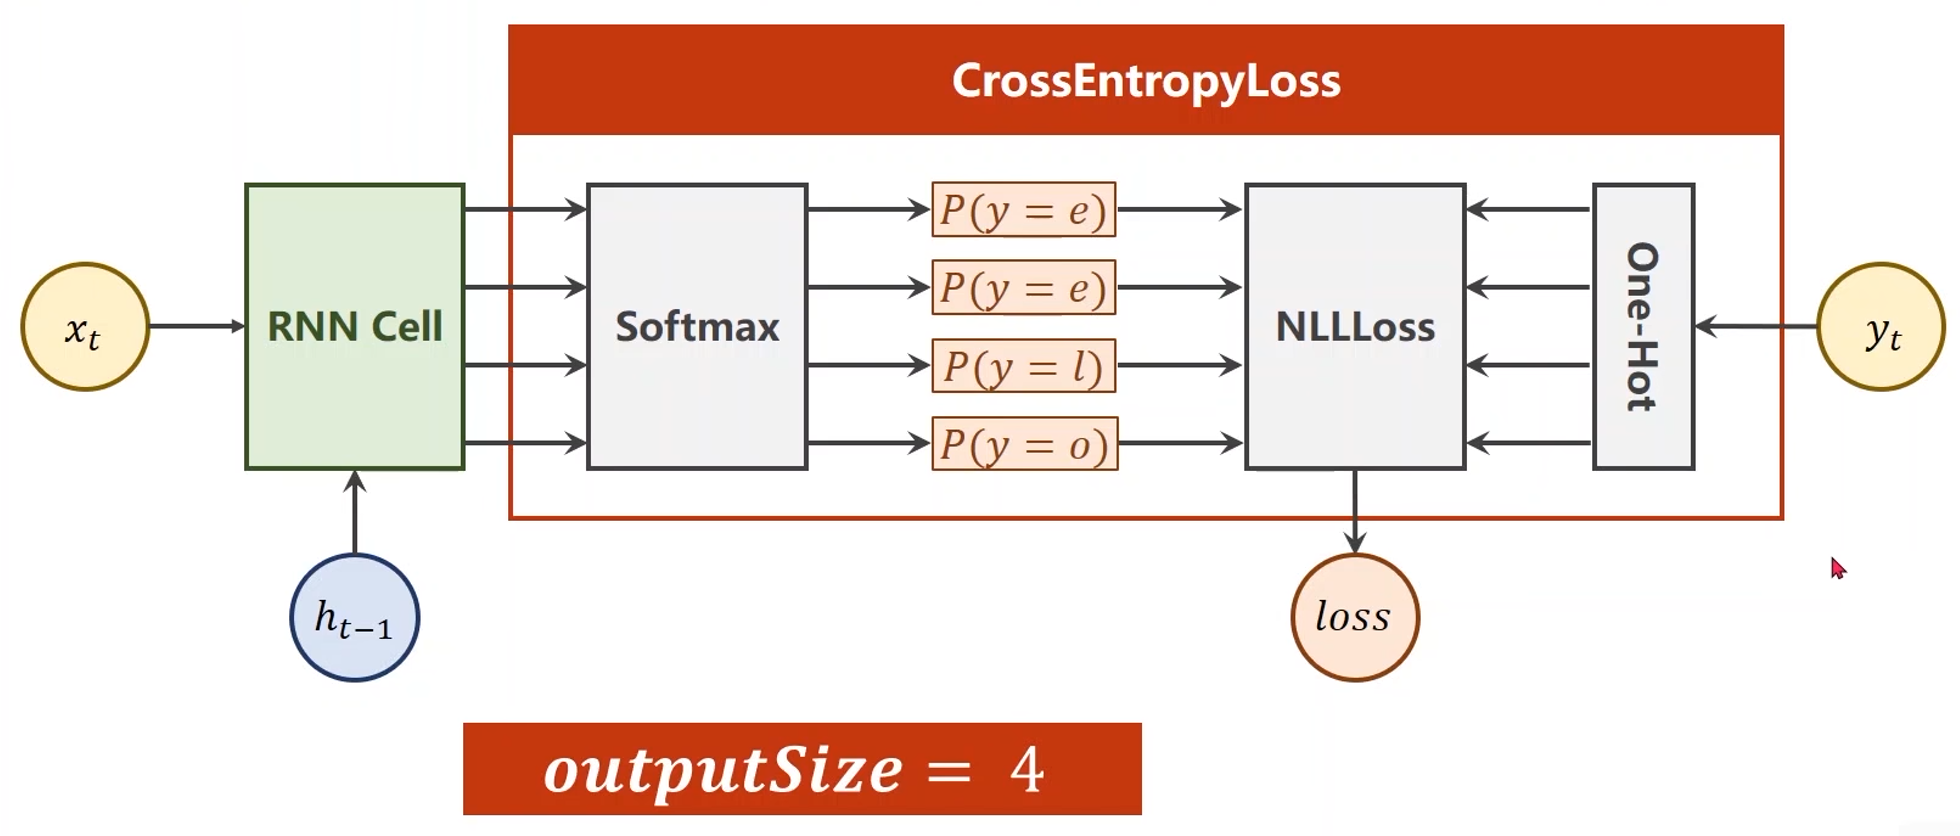 CrossEntropyLoss
x_t
RNN Cell
Softmax
P(y = e)
P(y = e)
P(y = l)
P(y = o)
NLLLoss
One-Hot
y_t
h_{t-1}
loss
outputSize = 4